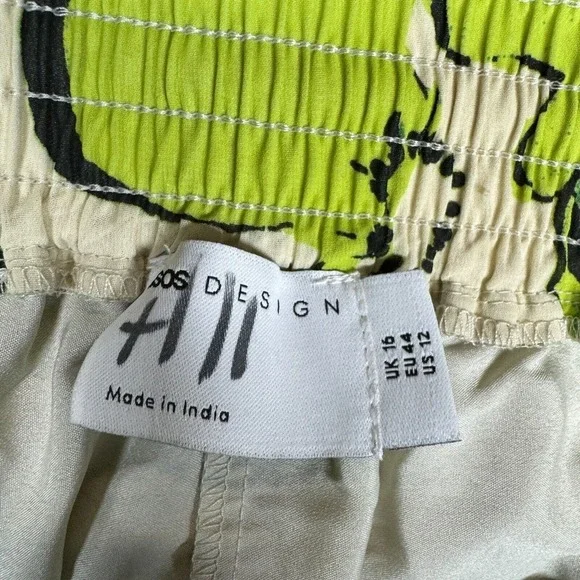 SOS DESIGN
Made in India
UK 16
EU 44
US 12